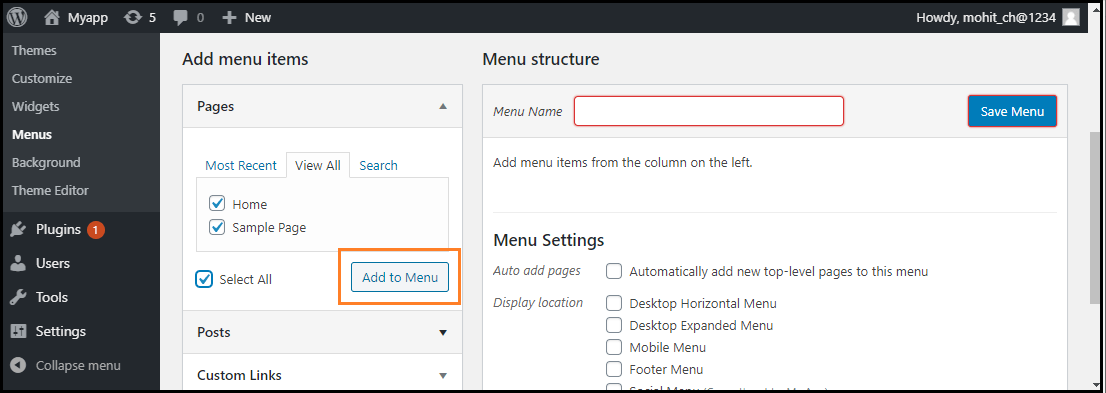 Myapp 5 0 New Howdy, mohit_ch@1234
Themes
Customize
Widgets
Menus
Background
Theme Editor
Plugins 1
Users
Tools
Settings
Collapse menu
Add menu items
Pages
Most Recent View All Search
Home
Sample Page
Select All Add to Menu
Posts
Custom Links
Menu structure
Menu Name Save Menu
Add menu items from the column on the left.
Menu Settings
Auto add pages Automatically add new top-level pages to this menu
Display location Desktop Horizontal Menu
Desktop Expanded Menu
Mobile Menu
Footer Menu